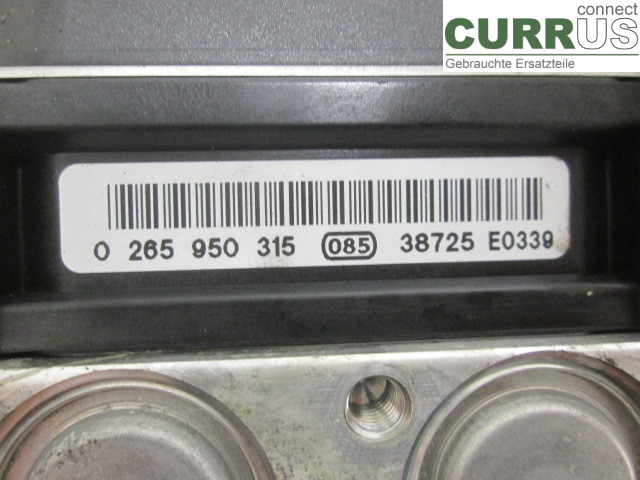 connect
CURRUS
Gebrauchte Ersatzteile
0 265 950 315 085 38725 E0339